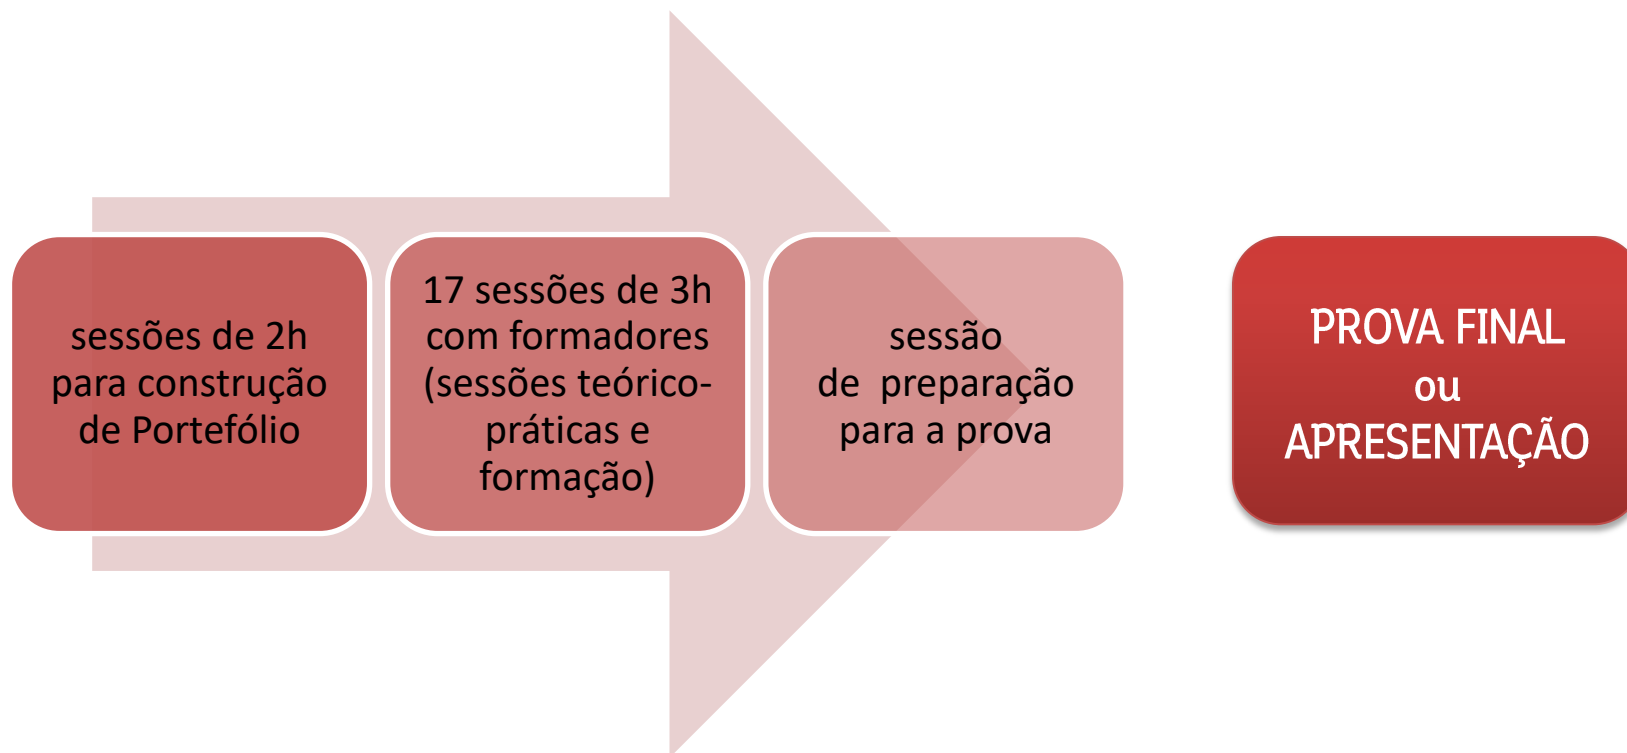 sessões de 2h
para construção
de Portefólio
17 sessões de 3h
com formadores
(sessões teórico-
práticas e
formação)
sessão
de  preparação
para a prova
PROVA FINAL
ou
APRESENTAÇÃO